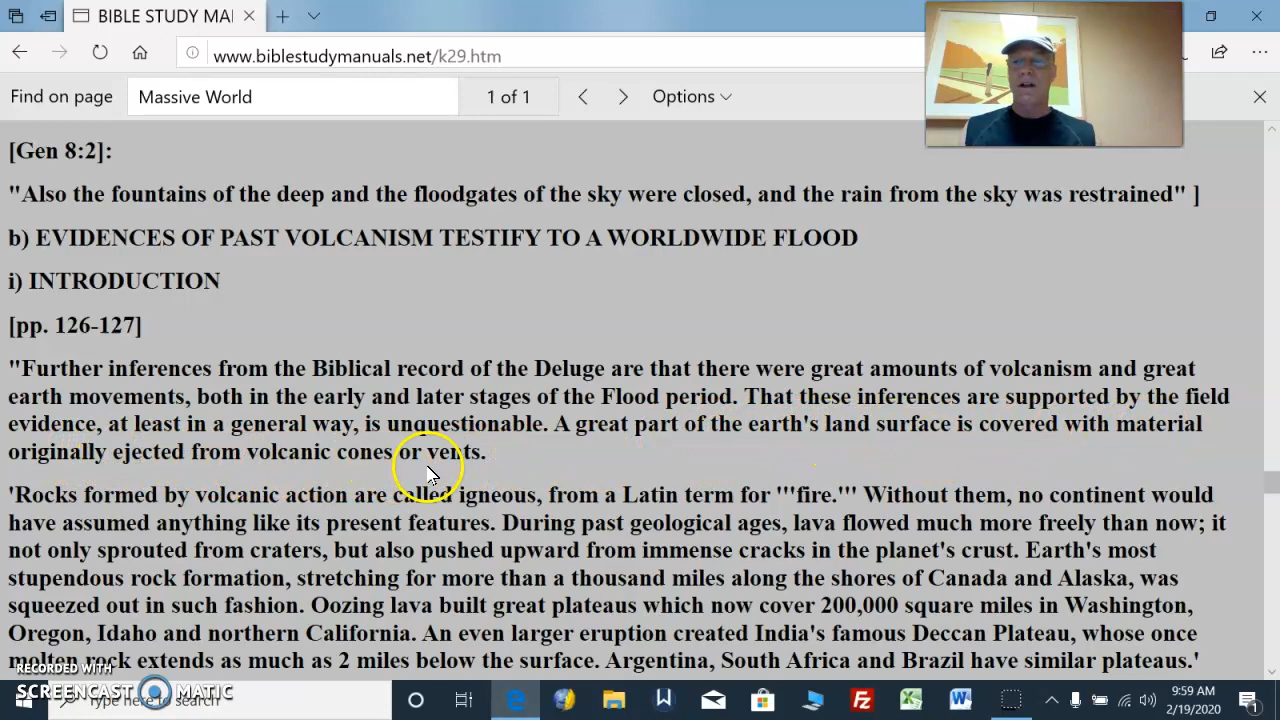 BIBLE STUDY MAI
www.biblestudymanuals.net/k29.htm
Find on page
Massive World
1 of 1
Options
[Gen 8:2]:
"Also the fountains of the deep and the floodgates of the sky were closed, and the rain from the sky was restrained" ]
b) EVIDENCES OF PAST VOLCANISM TESTIFY TO A WORLDWIDE FLOOD
i) INTRODUCTION
[pp. 126-127]
"Further inferences from the Biblical record of the Deluge are that there were great amounts of volcanism and great
earth movements, both in the early and later stages of the Flood period. That these inferences are supported by the field
evidence, at least in a general way, is unquestionable. A great part of the earth's land surface is covered with material
originally ejected from volcanic cones or vents.
'Rocks formed by volcanic action are called igneous, from a Latin term for '"fire.'" Without them, no continent would
have assumed anything like its present features. During past geological ages, lava flowed much more freely than now; it
not only sprouted from craters, but also pushed upward from immense cracks in the planet's crust. Earth's most
stupendous rock formation, stretching for more than a thousand miles along the shores of Canada and Alaska, was
squeezed out in such fashion. Oozing lava built great plateaus which now cover 200,000 square miles in Washington,
Oregon, Idaho and northern California. An even larger eruption created India's famous Deccan Plateau, whose once
molten rock extends as much as 2 miles below the surface. Argentina, South Africa and Brazil have similar plateaus.'
RECORDED WITH
SCREENCAST MATIC
Type here to search
9:59 AM
2/19/2020
1